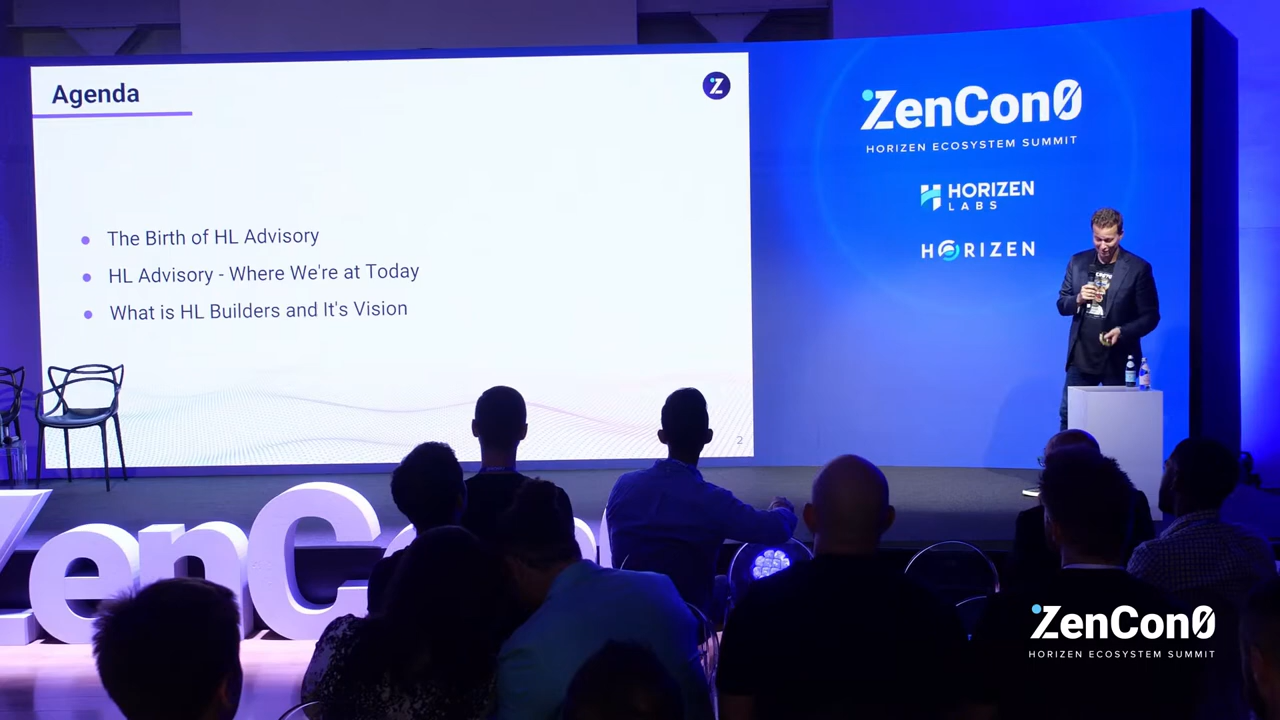 Agenda
Z
The Birth of HL Advisory
HL Advisory - Where We're at Today
What is HL Builders and It's Vision
2
ZenCon0
HORIZEN ECOSYSTEM SUMMIT
HORIZEN
LABS
HORIZEN
ZenC
ZenCon0
HORIZEN ECOSYSTEM SUMMIT